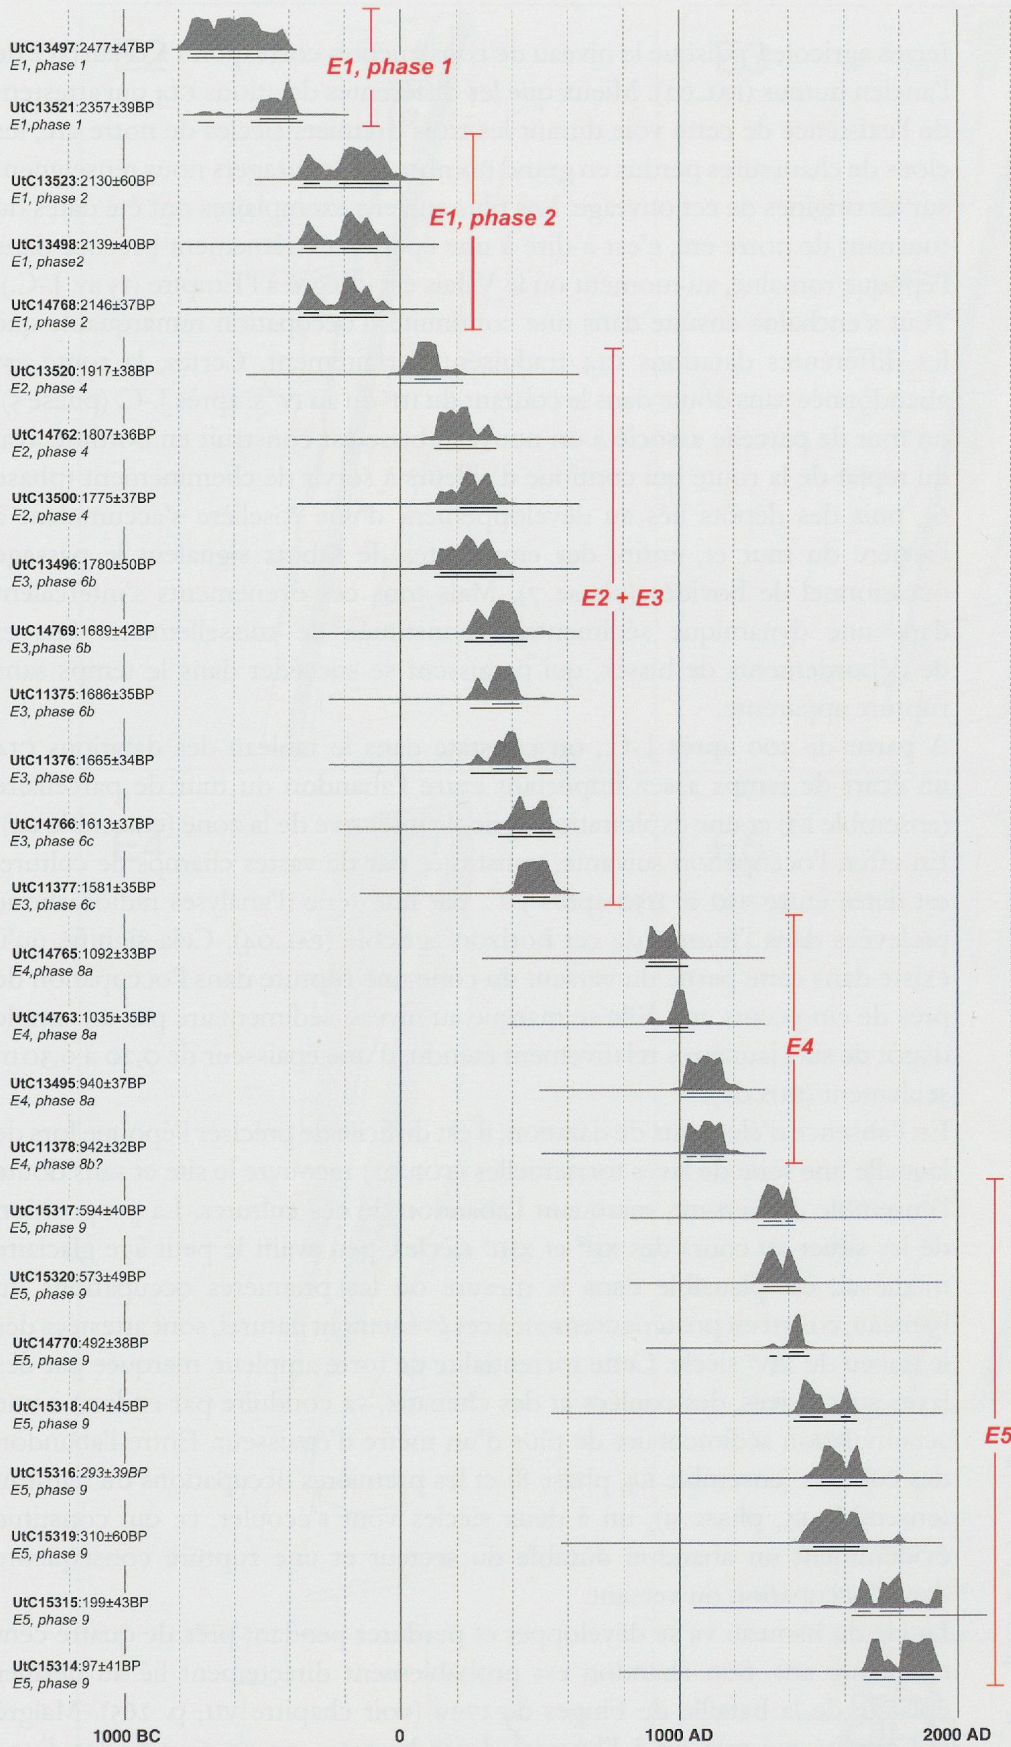 UtC13497:2477±47BP
E1, phase 1
E1, phase 1
UtC13521:2357±39BP
E1,phase 1
UtC13523:2130±60BP
E1, phase 2
E1, phase 2
UtC13498:2139±40BP
E1, phase2
UtC14768:2146±37BP
E1, phase 2
UtC13520:1917±38BP
E2, phase 4
UtC14762:1807±36BP
E2, phase 4
UtC13500:1775±37BP
E2, phase 4
UtC13496:1780±50BP
E3, phase 6b
E2 + E3
UtC14769:1689±42BP
E3,phase 6b
UtC11375:1686±35BP
E3, phase 6b
UtC11376:1665±34BP
E3, phase 6b
UtC14766:1613±37BP
E3, phase 6c
UtC11377:1581±35BP
E3, phase 6c
UtC14765:1092±33BP
E4,phase 8a
UtC14763:1035±35BP
E4, phase 8a
E4
UtC13495:940±37BP
E4, phase 8a
UtC11378:942±32BP
E4, phase 8b?
UtC15317:594±40BP
E5, phase 9
UtC15320:573±49BP
E5, phase 9
UtC14770:492±38BP
E5, phase 9
UtC15318:404±45BP
E5, phase 9
E5
UtC15316:293±39BP
E5, phase 9
UtC15319:310±60BP
E5, phase 9
UtC15315:199±43BP
E5, phase 9
UtC15314:97±41BP
E5, phase 9
1000 BC 0 1000 AD 2000 AD